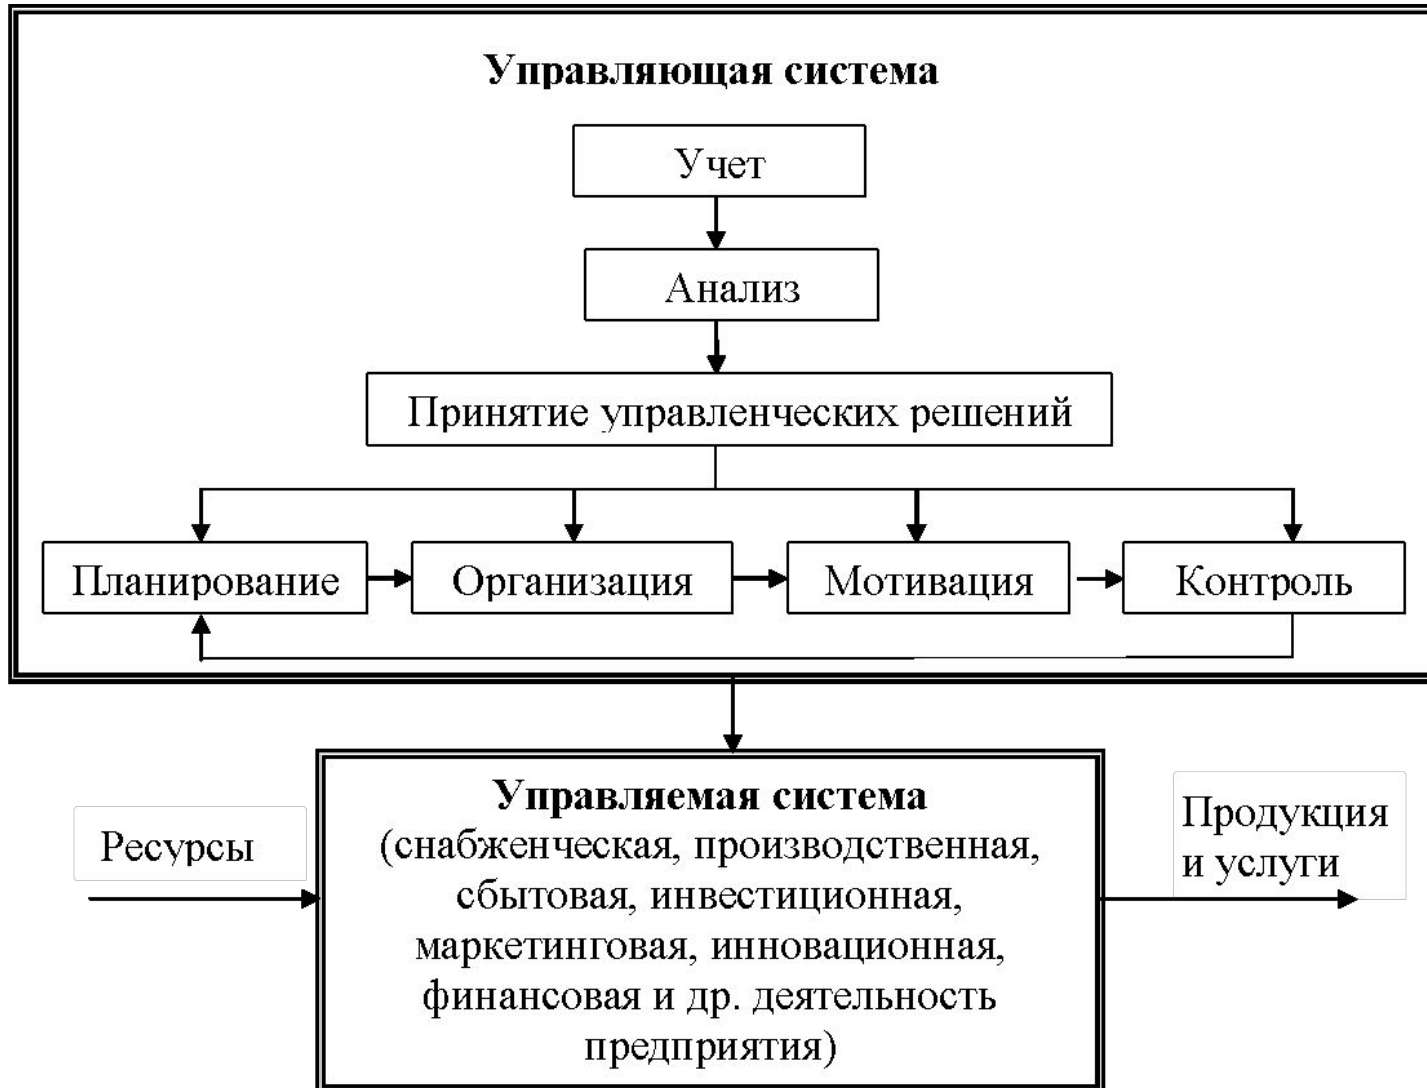 Управляющая система
Учет
Анализ
Принятие управленческих решений
Планирование
Организация
Мотивация
Контроль
Ресурсы
Управляемая система
(снабженческая, производственная,
сбытовая, инвестиционная,
маркетинговая, инновационная,
финансовая и др. деятельность
предприятия)
Продукция
и услуги